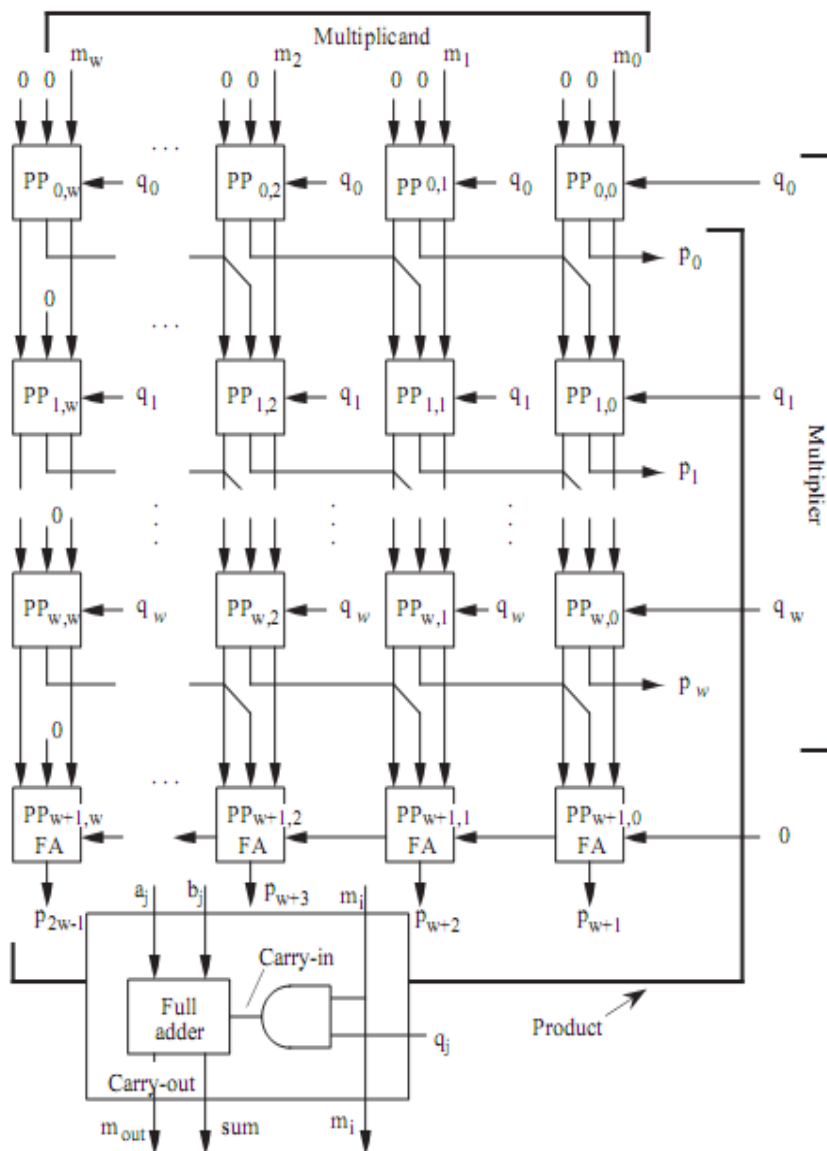 Multiplicand
m_w m_2 m_1 m_0
0 0 0 0 0 0 0 0
. . .
PP_0,w q_0 PP_0,2 q_0 PP^0,1 q_0 PP_0,0 q_0
p_0
0
. . .
PP_1,w q_1 PP_1,2 q_1 PP_1,1 q_1 PP_1,0 q_1
Multiplier
p_1
0
PP_w,w q_w PP_w,2 q_w PP_w,1 q_w PP_w,0 q_w
p_w
0
. . .
PP_w+1,w PP_w+1,2 PP_w+1,1 PP_w+1,0 0
FA FA FA FA
p_2w-1 a_j b_j p_w+3 m_i p_w+2 p_w+1
Carry-in
Full
adder
q_j
Product
Carry-out
m_out sum m_i